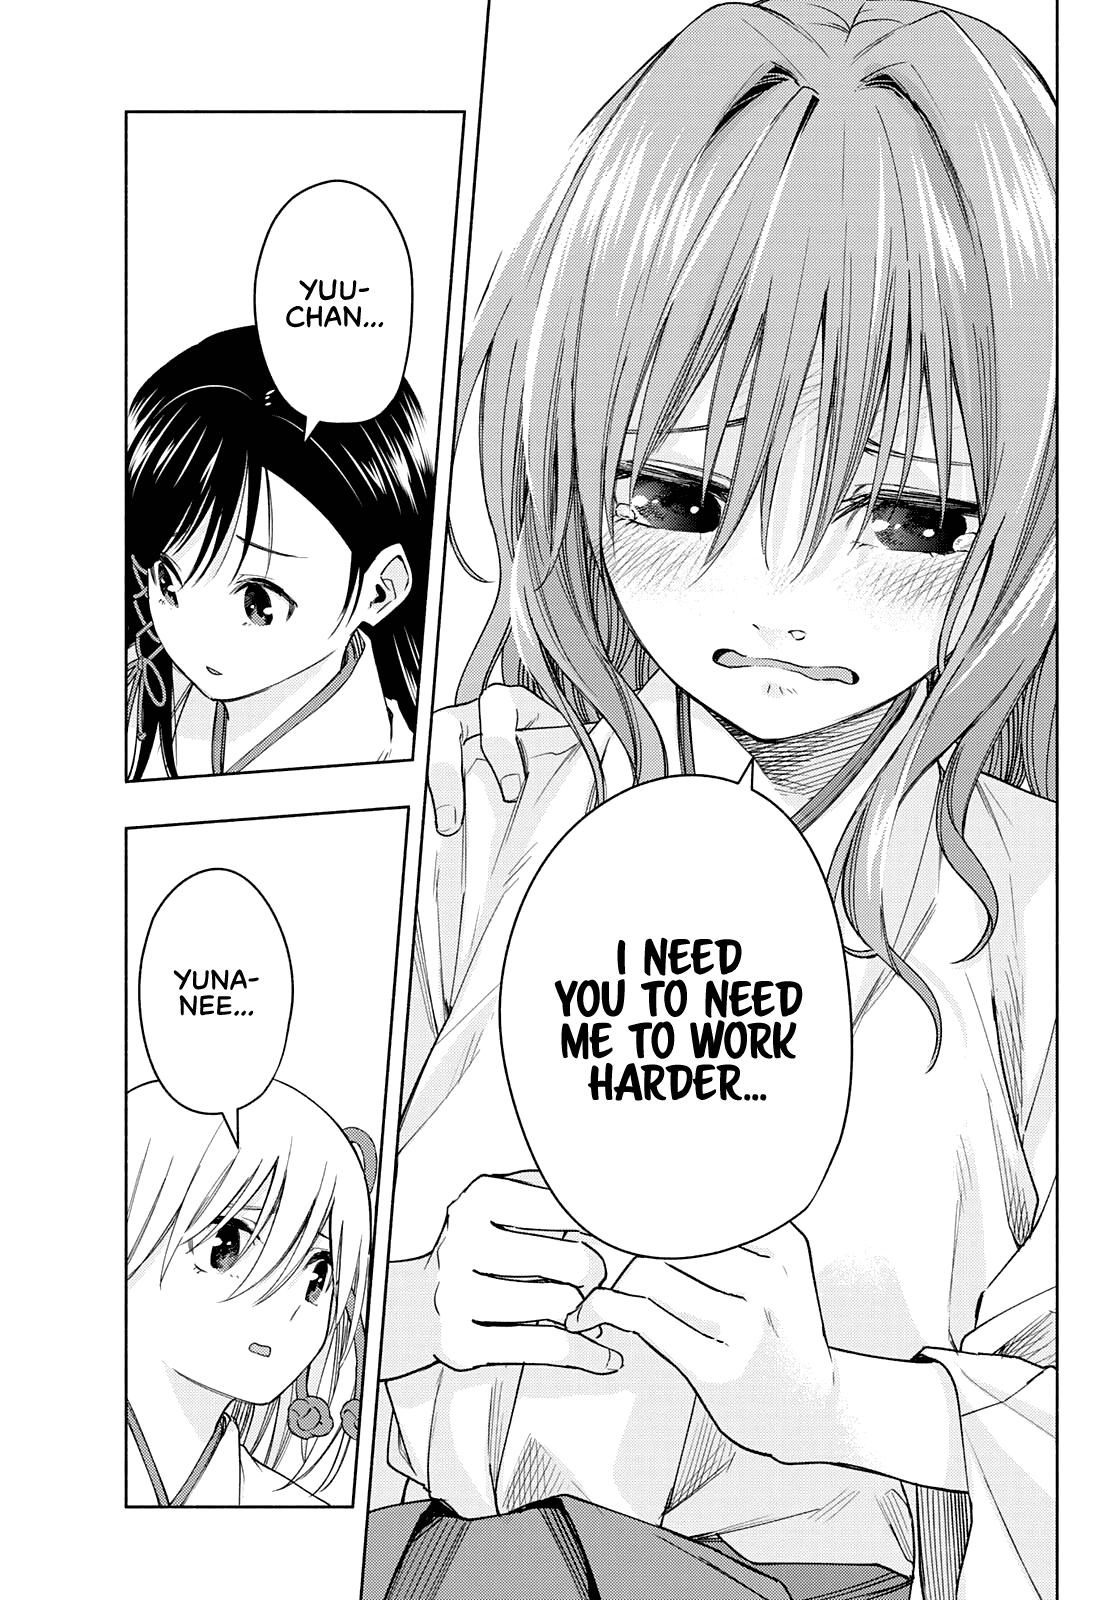 I NEED
YOU TO NEED
ME TO WORK
HARDER...
YUU-
CHAN...
YUNA-
NEE...